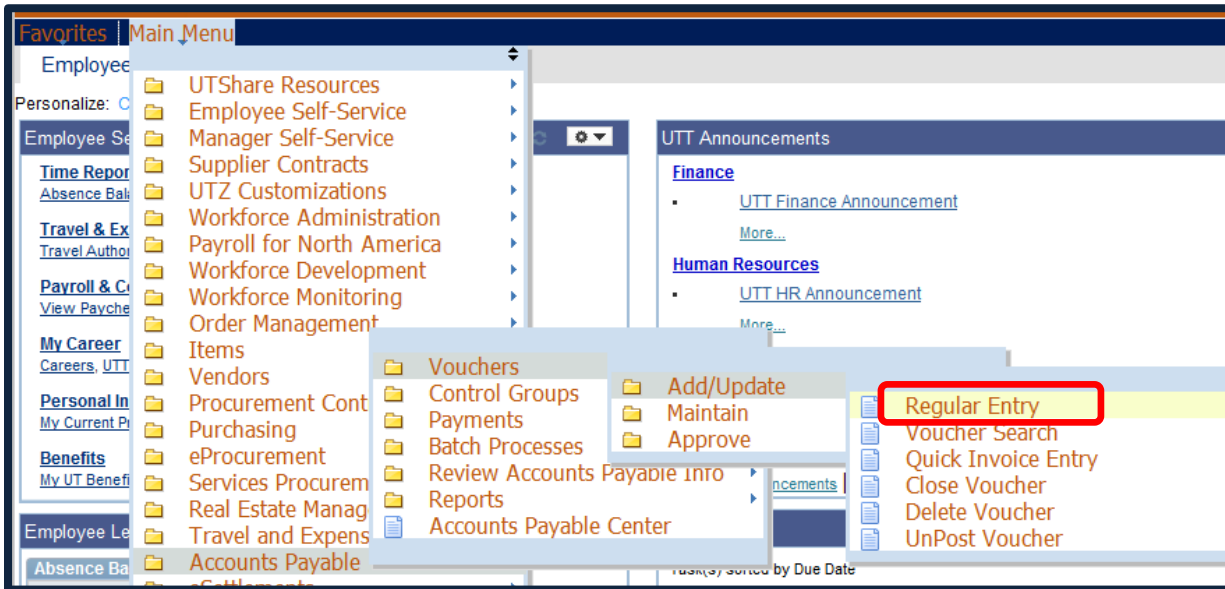 Favorites Main Menu
Employee
Personalize: C
Employee Se
Time Repor
Absence Bala
Travel & Ex
Travel Author
Payroll & Co
View Payche
My Career
Careers, UTT
Personal In
My Current Pr
Benefits
My UT Benefi
Employee Le
Absence Ba
UTShare Resources
Employee Self-Service
Manager Self-Service
Supplier Contracts
UTZ Customizations
Workforce Administration
Payroll for North America
Workforce Development
Workforce Monitoring
Order Management
Items
Vendors
Procurement Cont
Purchasing
eProcurement
Services Procurem
Real Estate Manag
Travel and Expens
Accounts Payable
eSettlements
Vouchers
Control Groups
Payments
Batch Processes
Review Accounts Payable Info
Reports
Accounts Payable Center
Add/Update
Maintain
Approve
Regular Entry
Voucher Search
Quick Invoice Entry
Close Voucher
Delete Voucher
UnPost Voucher
UTT Announcements
Finance
UTT Finance Announcement
More...
Human Resources
UTT HR Announcement
More...
ncements
Task(s) sorted by Due Date